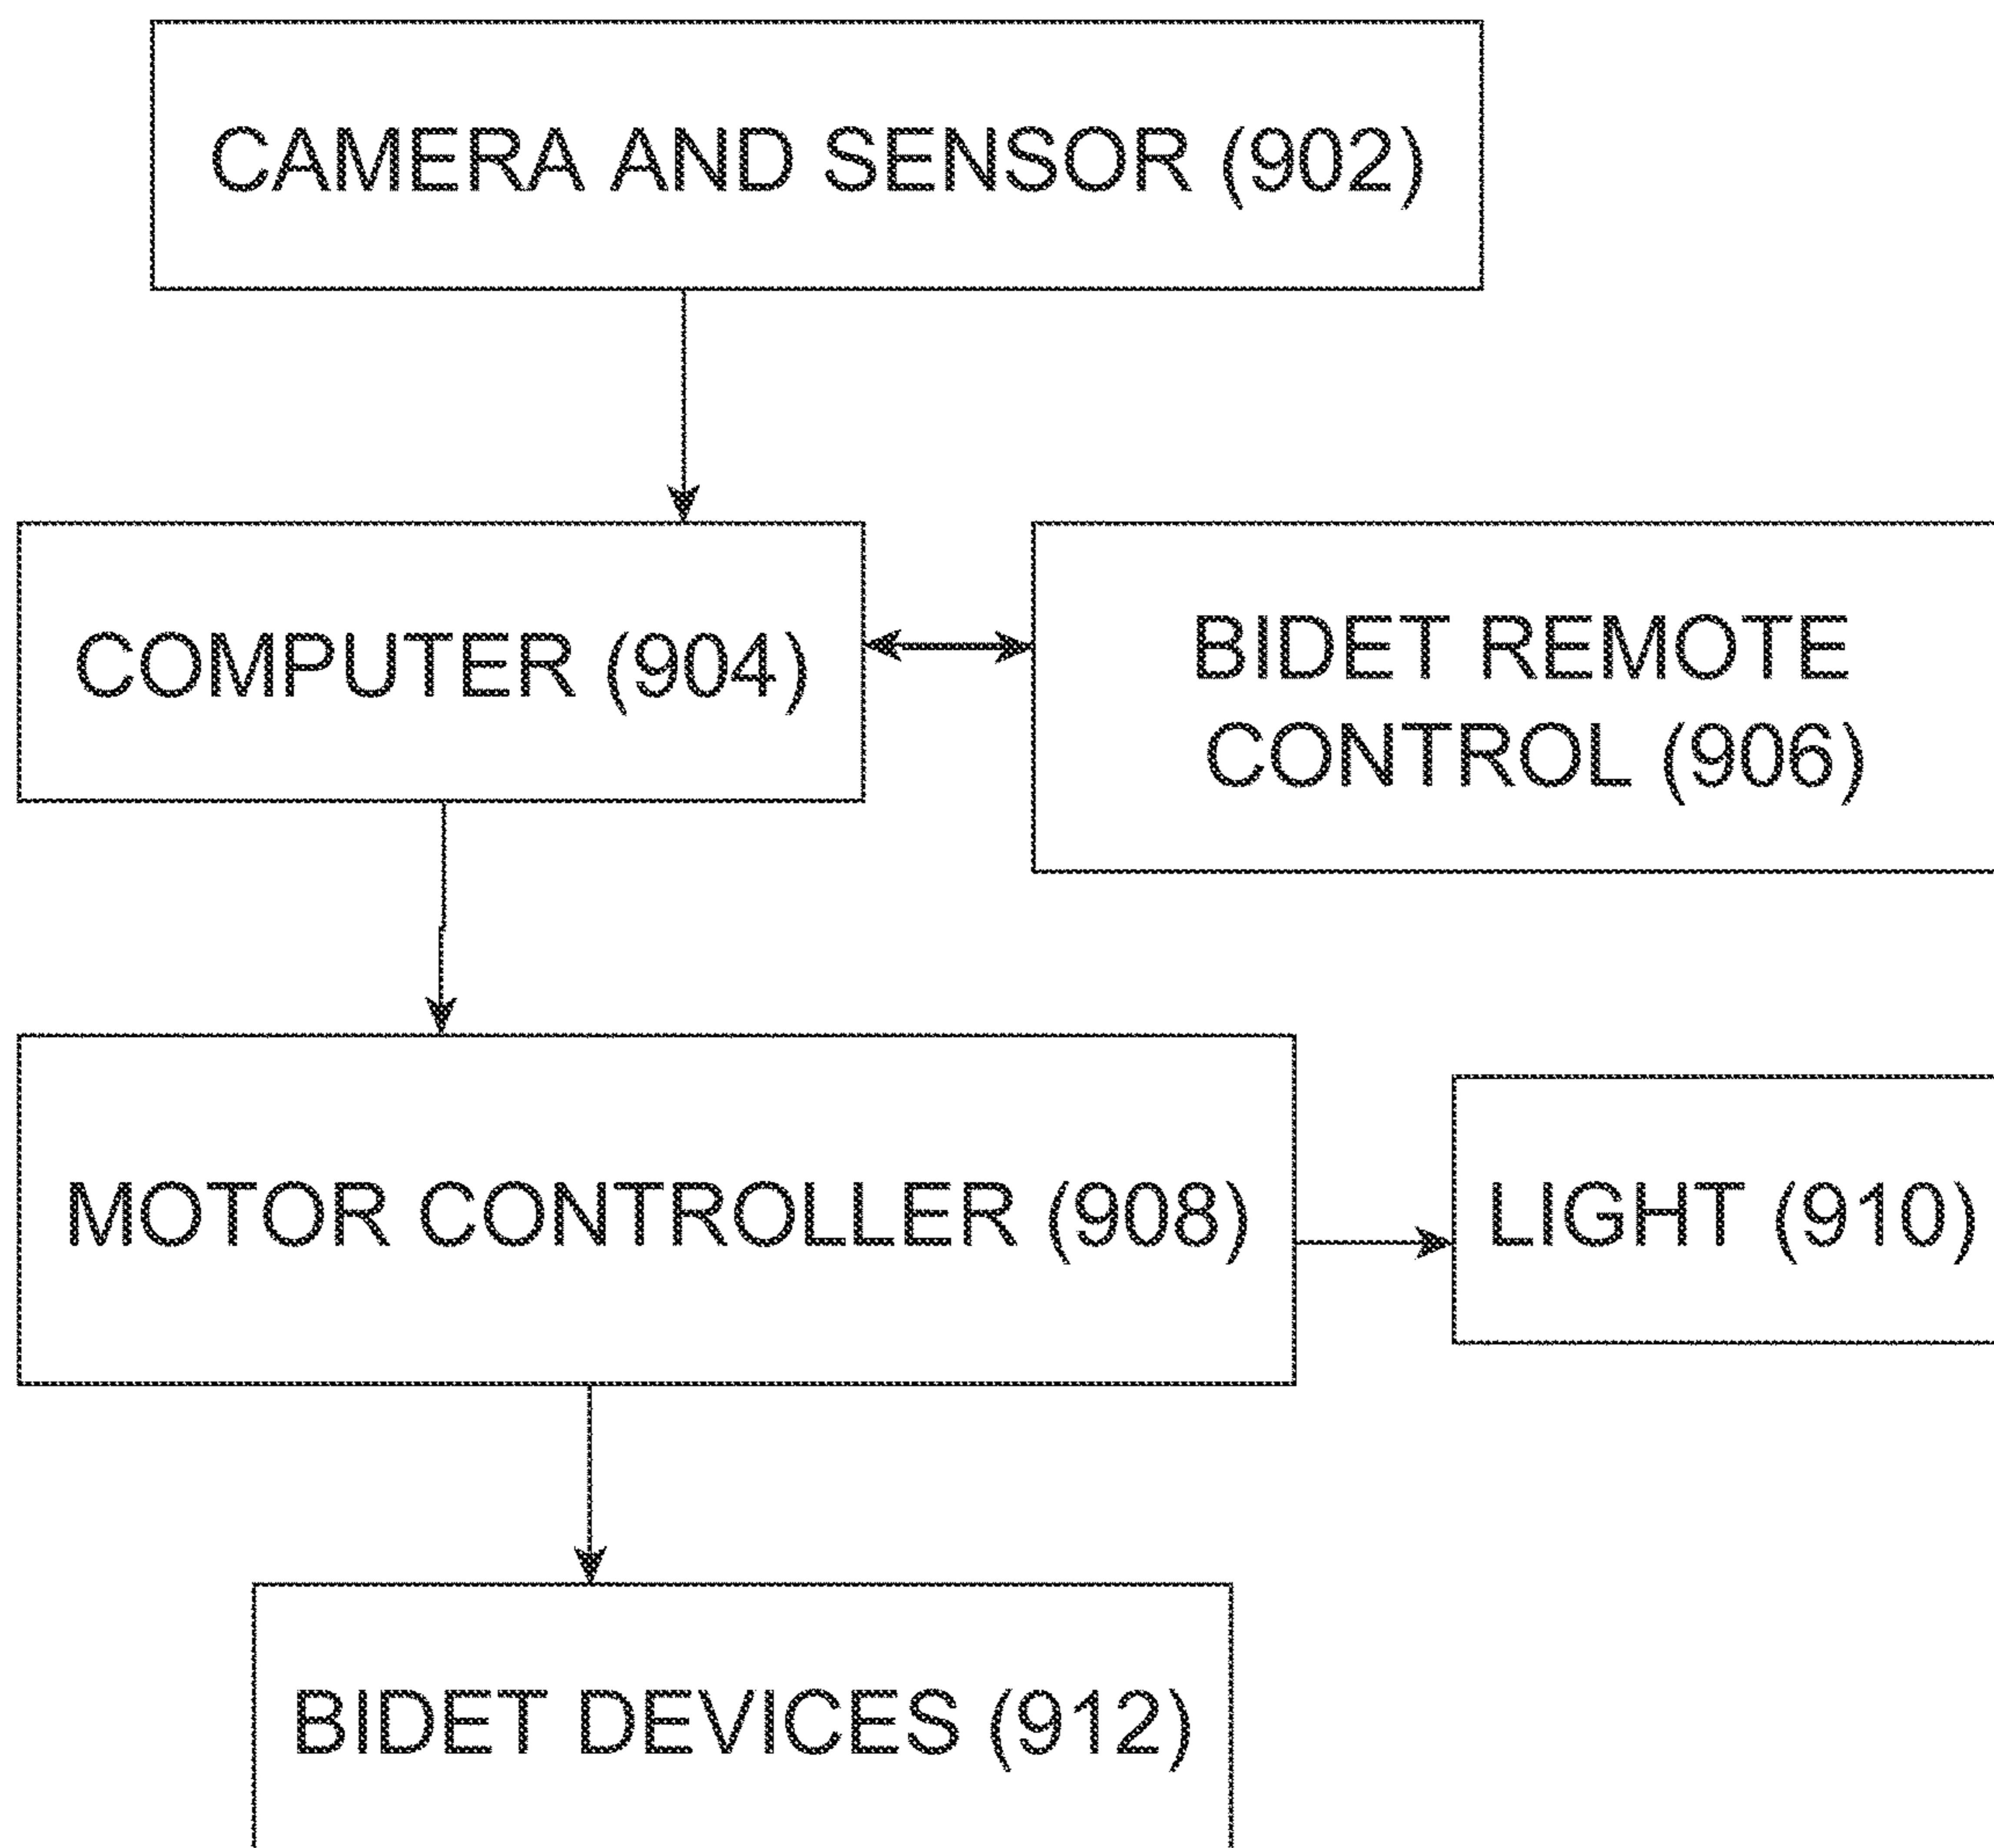 CAMERA AND SENSOR (902)
COMPUTER (904)
BIDET REMOTE
CONTROL (906)
MOTOR CONTROLLER (908)
LIGHT (910)
BIDET DEVICES (912)